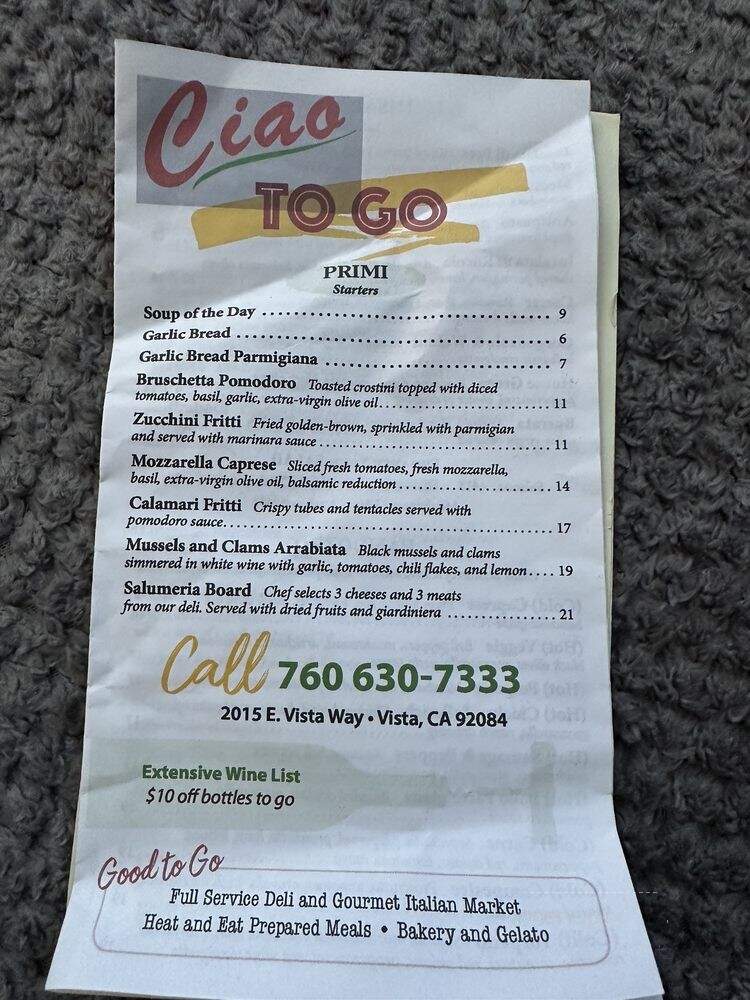 Ciao
TO GO
PRIMI
Starters
Soup of the Day ........................................ 9
Garlic Bread ........................................ 6
Garlic Bread Parmigiana ........................................ 7
Bruschetta Pomodoro Toasted crostini topped with diced
tomatoes, basil, garlic, extra-virgin olive oil........................ 11
Zucchini Fritti Fried golden-brown, sprinkled with parmigian
and served with marinara sauce ........................ 11
Mozzarella Caprese Sliced fresh tomatoes, fresh mozzarella,
basil, extra-virgin olive oil, balsamic reduction ........................ 14
Calamari Fritti Crispy tubes and tentacles served with
pomodoro sauce........................................ 17
Mussels and Clams Arrabiata Black mussels and clams
simmered in white wine with garlic, tomatoes, chili flakes, and lemon.... 19
Salumeria Board Chef selects 3 cheeses and 3 meats
from our deli. Served with dried fruits and giardiniera ................ 21
Call 760 630-7333
2015 E. Vista Way • Vista, CA 92084
Extensive Wine List
$10 off bottles to go
Good to Go
Full Service Deli and Gourmet Italian Market
Heat and Eat Prepared Meals • Bakery and Gelato